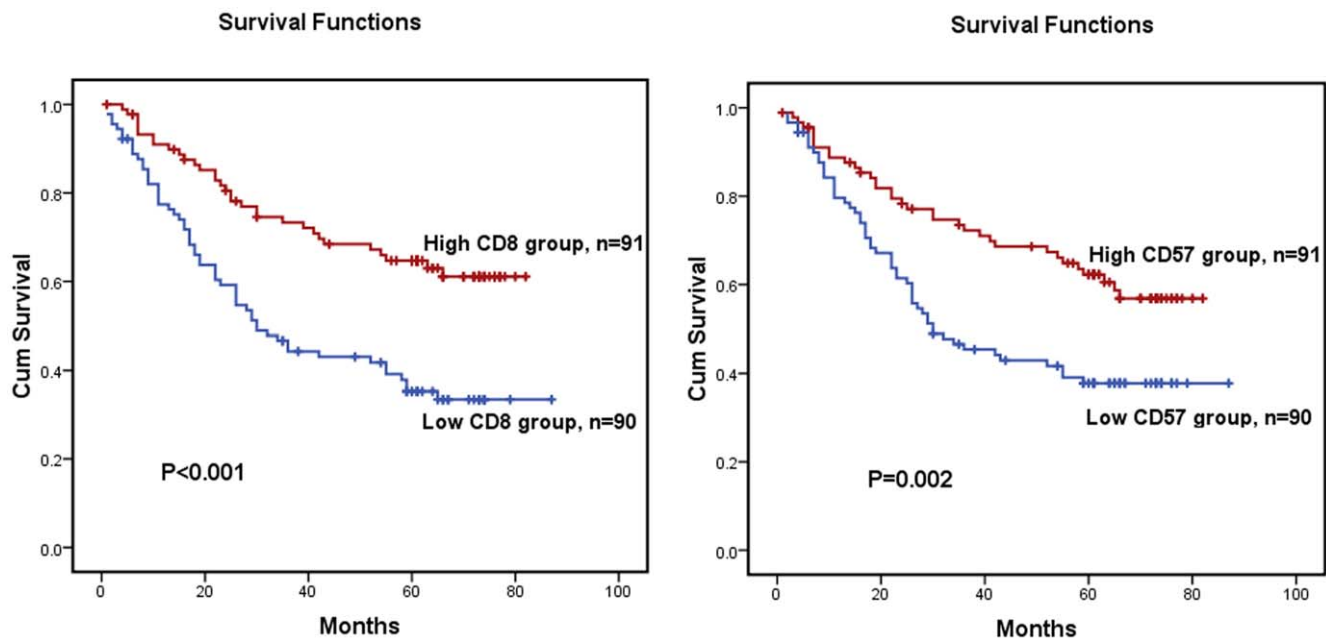 Survival Functions
Cum Survival
1.0
0.8
0.6
0.4
0.2
0.0
High CD8 group, n=91
Low CD8 group, n=90
P<0.001
0 20 40 60 80 100
Months
Survival Functions
Cum Survival
1.0
0.8
0.6
0.4
0.2
0.0
High CD57 group, n=91
Low CD57 group, n=90
P=0.002
0 20 40 60 80 100
Months